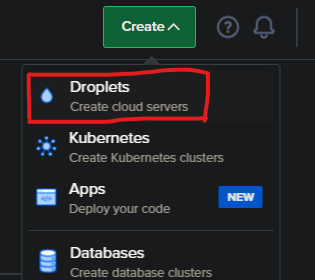 Create
Droplets
Create cloud servers
Kubernetes
Create Kubernetes clusters
Apps
Deploy your code
NEW
Databases
Create database clusters